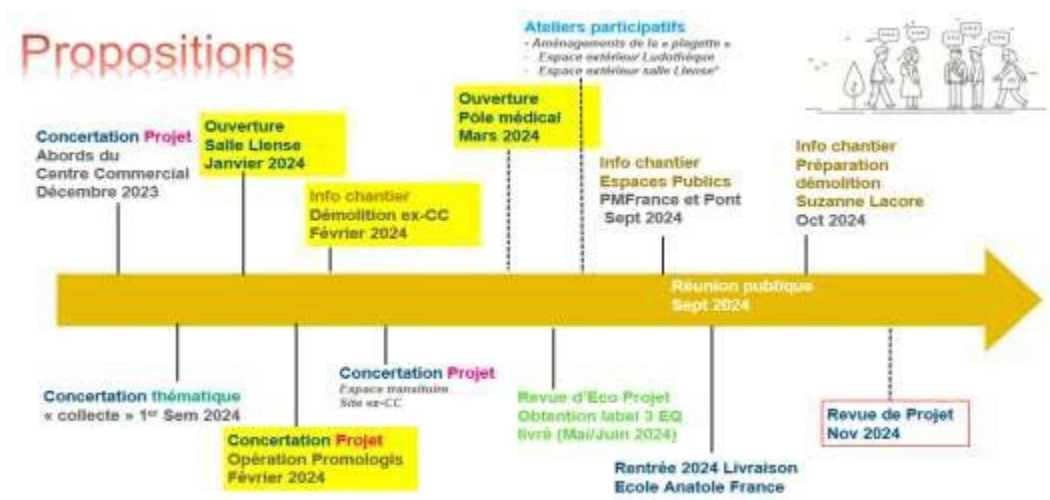 Propositions
Ateliers participatifs
- Aménagements de la « plagette »
- Espace extérieur Ludothèque
- Espace extérieur salle Liense*
Concertation Projet
Abords du
Centre Commercial
Décembre 2023
Ouverture
Salle Liense
Janvier 2024
Info chantier
Démolition ex-CC
Février 2024
Ouverture
Pôle médical
Mars 2024
Info chantier
Espaces Publics
PMFrance et Pont
Sept 2024
Info chantier
Préparation
démolition
Suzanne Lacore
Oct 2024
Réunion publique
Sept 2024
Concertation thématique
« collecte » 1er Sem 2024
Concertation Projet
Opération Promologis
Février 2024
Concertation Projet
Espace transitoire
Site ex-CC
Revue d'Eco Projet
Obtention label 3 EQ
livré (Mai/Juin 2024)
Rentrée 2024 Livraison
Ecole Anatole France
Revue de Projet
Nov 2024